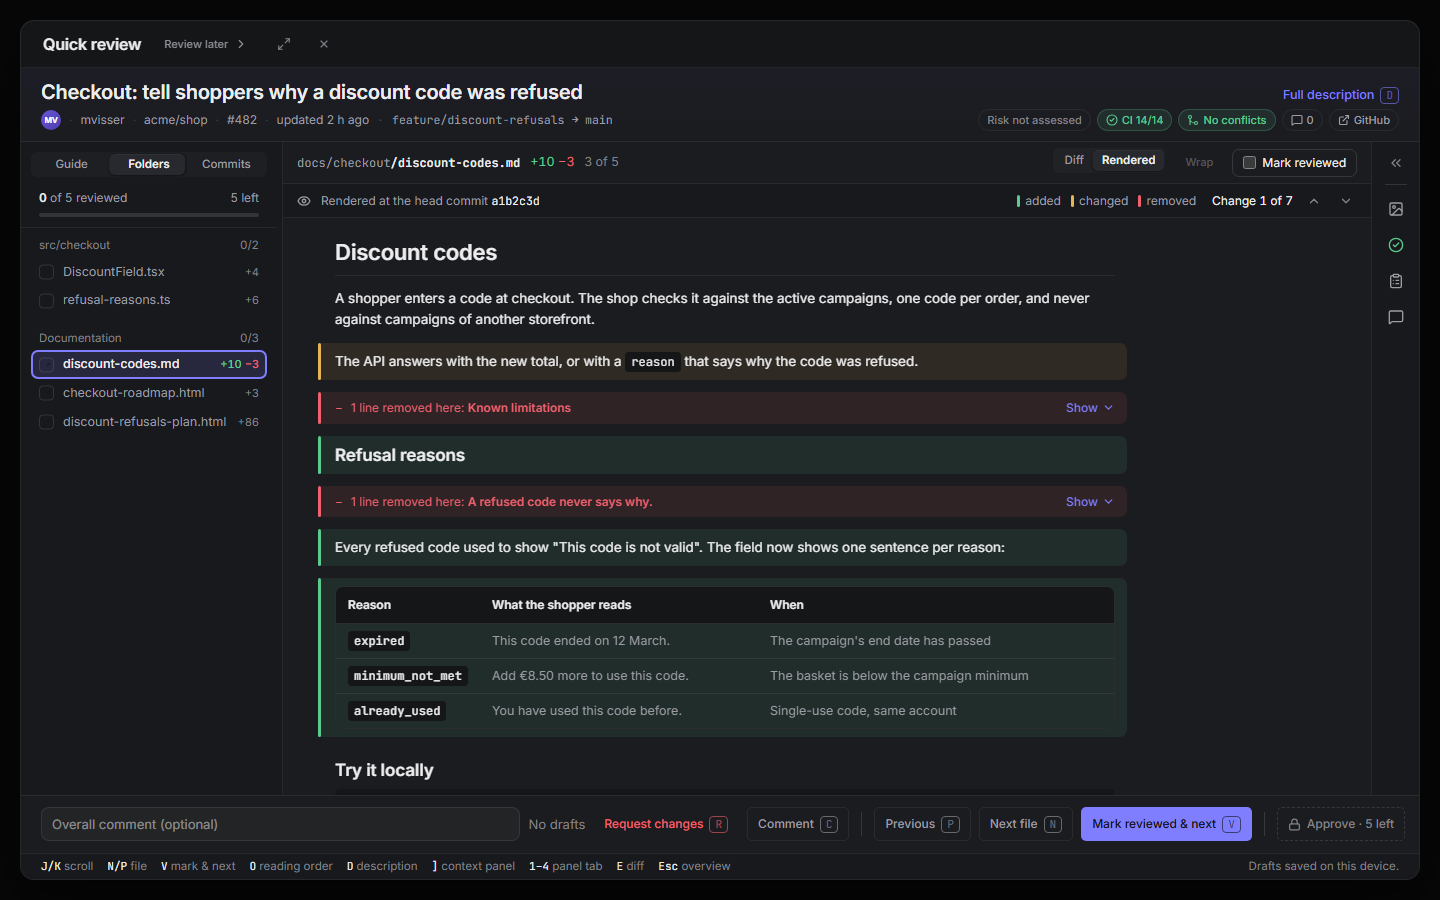 Quick review
Review later
Checkout: tell shoppers why a discount code was refused
Full description D
MV · mvisser · acme/shop · #482 · updated 2 h ago · feature/discount-refusals → main
Risk not assessed
CI 14/14
No conflicts
0
GitHub
Guide
Folders
Commits
0 of 5 reviewed
5 left
src/checkout 0/2
DiscountField.tsx +4
refusal-reasons.ts +6
Documentation 0/3
discount-codes.md +10 −3
checkout-roadmap.html +3
discount-refusals-plan.html +86
docs/checkout/discount-codes.md +10 −3 3 of 5
Diff
Rendered
Wrap
Mark reviewed
Rendered at the head commit a1b2c3d
added
changed
removed
Change 1 of 7
Discount codes
A shopper enters a code at checkout. The shop checks it against the active campaigns, one code per order, and never
against campaigns of another storefront.
The API answers with the new total, or with a reason that says why the code was refused.
− 1 line removed here: Known limitations Show
Refusal reasons
− 1 line removed here: A refused code never says why. Show
Every refused code used to show "This code is not valid". The field now shows one sentence per reason:
Reason What the shopper reads When
expired This code ended on 12 March. The campaign's end date has passed
minimum_not_met Add €8.50 more to use this code. The basket is below the campaign minimum
already_used You have used this code before. Single-use code, same account
Try it locally
Overall comment (optional)
No drafts
Request changes R
Comment C
Previous P
Next file N
Mark reviewed & next V
Approve · 5 left
J/K scroll N/P file V mark & next O reading order D description ] context panel 1–4 panel tab E diff Esc overview
Drafts saved on this device.